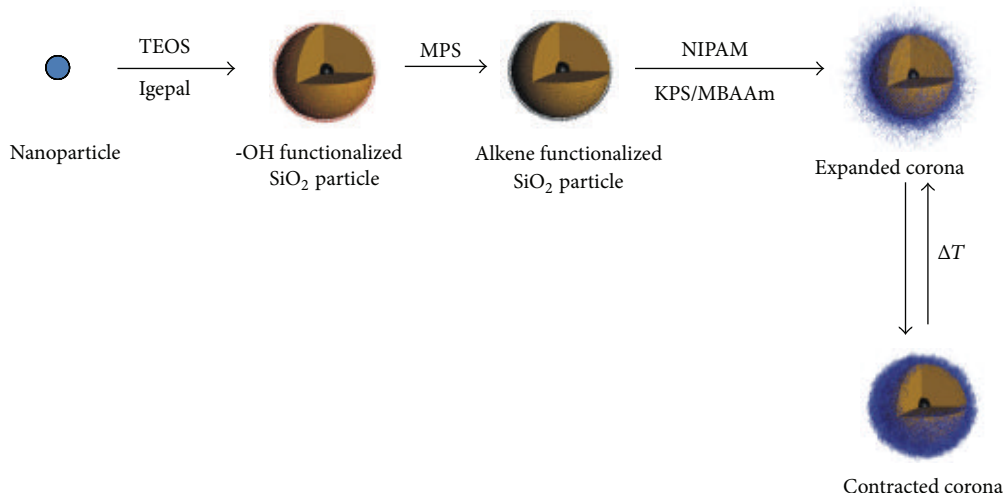 TEOS
Igepal
MPS
NIPAM
KPS/MBAAm
Nanoparticle
-OH functionalized
SiO₂ particle
Alkene functionalized
SiO₂ particle
Expanded corona
ΔT
Contracted corona